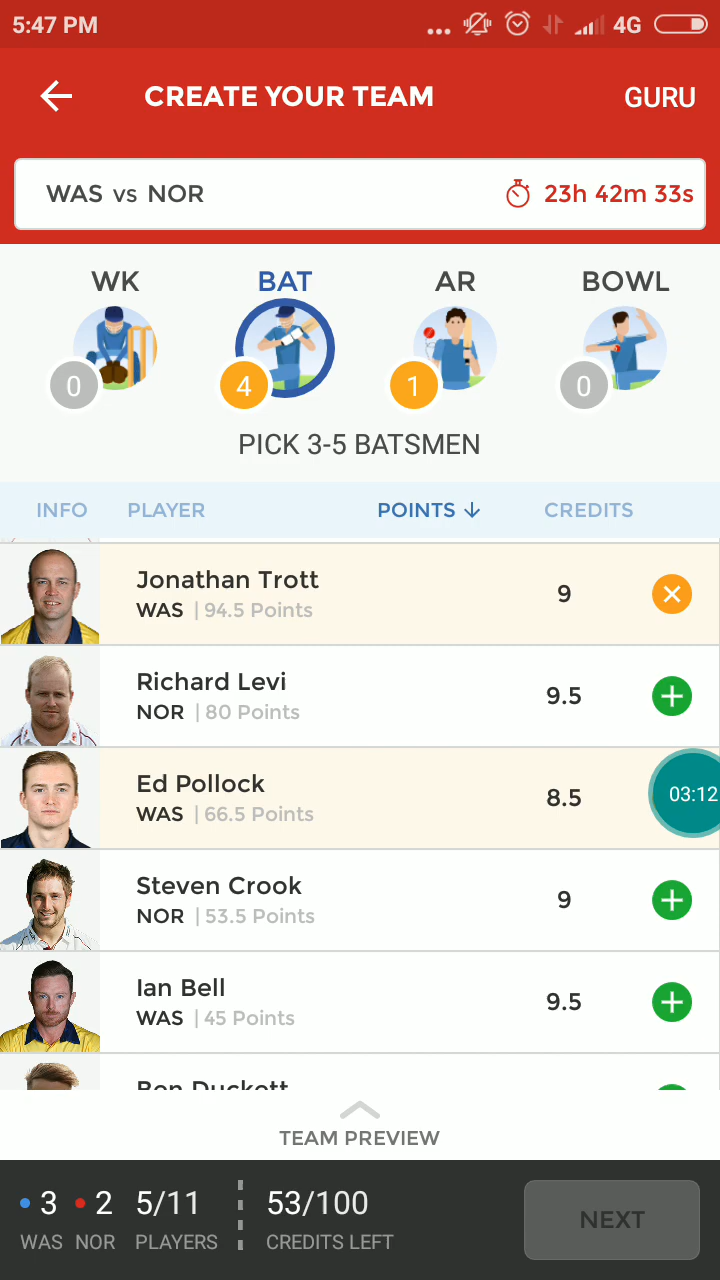 5:47 PM 4G
CREATE YOUR TEAM GURU
WAS vs NOR 23h 42m 33s
WK BAT AR BOWL
0 4 1 0
PICK 3-5 BATSMEN
INFO PLAYER POINTS CREDITS
Jonathan Trott
WAS | 94.5 Points 9
Richard Levi
NOR | 80 Points 9.5
Ed Pollock
WAS | 66.5 Points 8.5
03:12
Steven Crook
NOR | 53.5 Points 9
Ian Bell
WAS | 45 Points 9.5
Ben Duckett
TEAM PREVIEW
3 2 5/11 53/100
WAS NOR PLAYERS CREDITS LEFT
NEXT